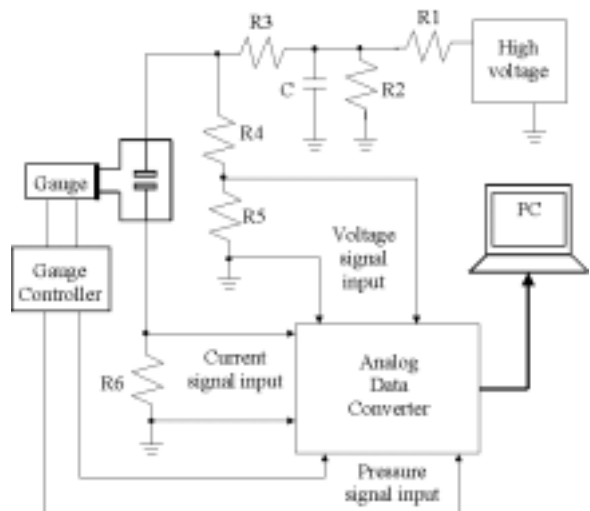 R1
R3
High
voltage
C
R2
R4
Gauge
PC
R5
Voltage
signal
input
Gauge
Controller
Current
signal input
R6
Analog
Data
Converter
Pressure
signal input